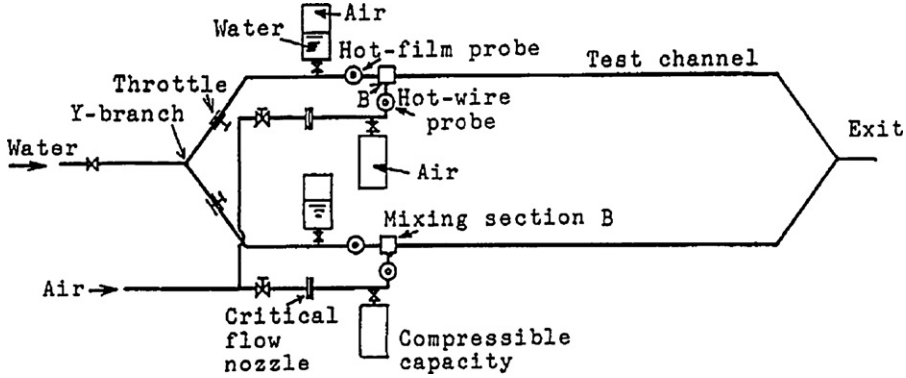 Air
Water
Hot-film probe
Test channel
Throttle
B
Hot-wire
probe
Y-branch
Water
Exit
Air
Mixing section B
Air
Critical
flow
nozzle
Compressible
capacity